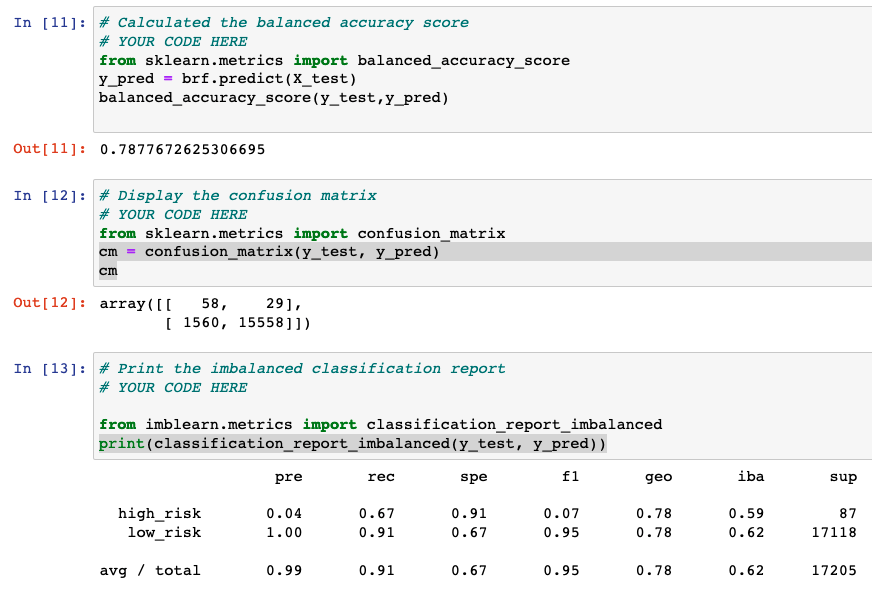 In [11]: # Calculated the balanced accuracy score
# YOUR CODE HERE
from sklearn.metrics import balanced_accuracy_score
y_pred = brf.predict(X_test)
balanced_accuracy_score(y_test,y_pred)
Out[11]: 0.7877672625306695
In [12]: # Display the confusion matrix
# YOUR CODE HERE
from sklearn.metrics import confusion_matrix
cm = confusion_matrix(y_test, y_pred)
cm
Out[12]: array([[   58,    29],
       [ 1560, 15558]])
In [13]: # Print the imbalanced classification report
# YOUR CODE HERE
from imblearn.metrics import classification_report_imbalanced
print(classification_report_imbalanced(y_test, y_pred))
pre rec spe f1 geo iba sup
high_risk 0.04 0.67 0.91 0.07 0.78 0.59 87
low_risk 1.00 0.91 0.67 0.95 0.78 0.62 17118
avg / total 0.99 0.91 0.67 0.95 0.78 0.62 17205